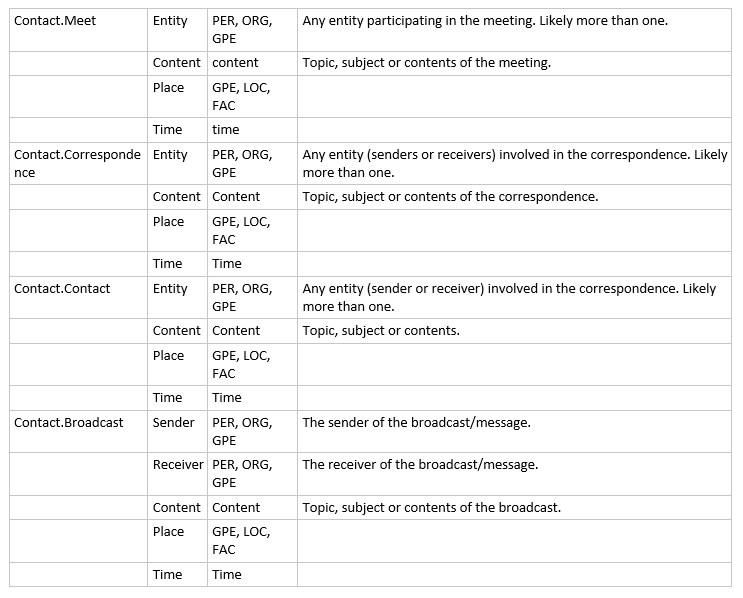 Contact.Meet Entity PER, ORG, Any entity participating in the meeting. Likely more than one.
GPE
Content content Topic, subject or contents of the meeting.
Place GPE, LOC,
FAC
Time time
Contact.Corresponde Entity PER, ORG, Any entity (senders or receivers) involved in the correspondence. Likely
nce GPE more than one.
Content Content Topic, subject or contents of the correspondence.
Place GPE, LOC,
FAC
Time Time
Contact.Contact Entity PER, ORG, Any entity (sender or receiver) involved in the correspondence. Likely
GPE more than one.
Content Content Topic, subject or contents.
Place GPE, LOC,
FAC
Time Time
Contact.Broadcast Sender PER, ORG, The sender of the broadcast/message.
GPE
Receiver PER, ORG, The receiver of the broadcast/message.
GPE
Content Content Topic, subject or contents of the broadcast.
Place GPE, LOC,
FAC
Time Time